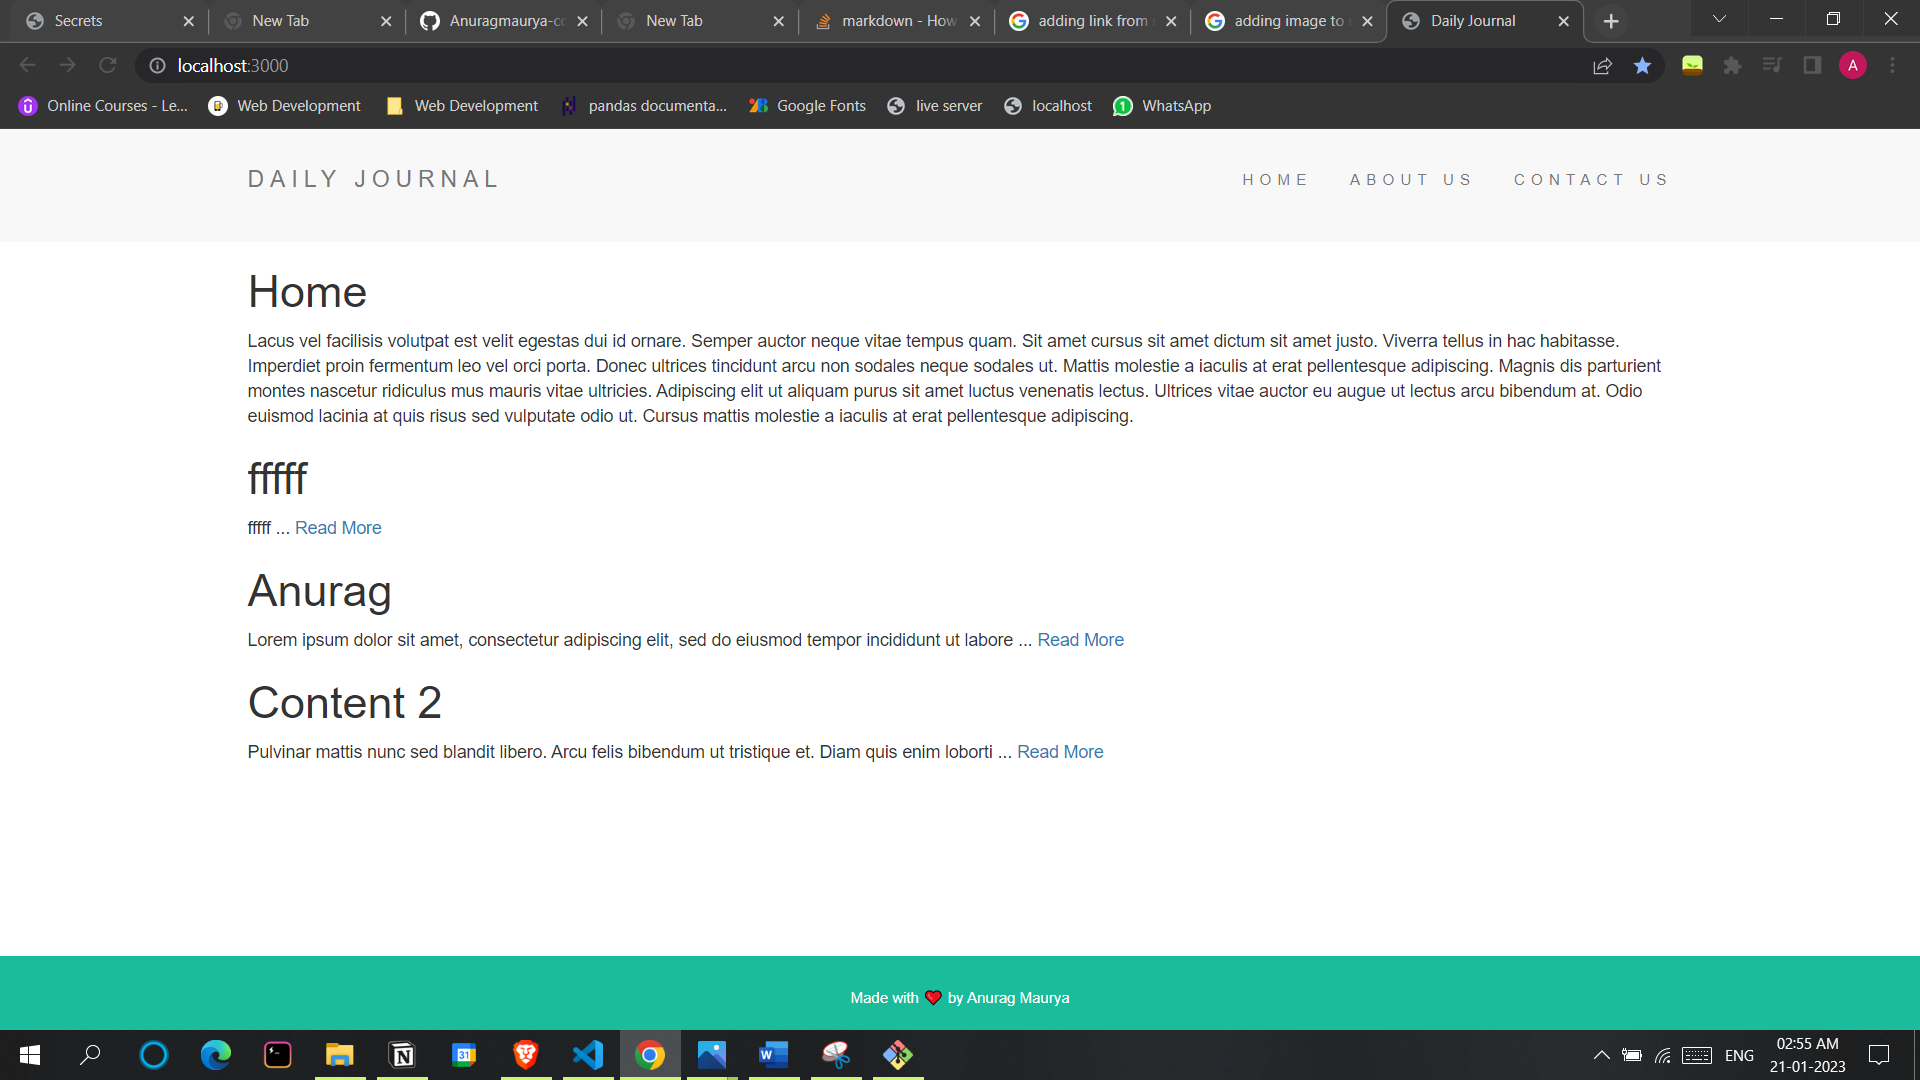 Secrets
New Tab
Anuragmaurya-co
New Tab
markdown - How
adding link from
adding image to
Daily Journal
localhost:3000
A
Online Courses - Le...
Web Development
Web Development
pandas documenta...
Google Fonts
live server
localhost
1
WhatsApp
DAILY JOURNAL
HOME
ABOUT US
CONTACT US
Home
Lacus vel facilisis volutpat est velit egestas dui id ornare. Semper auctor neque vitae tempus quam. Sit amet cursus sit amet dictum sit amet justo. Viverra tellus in hac habitasse.
Imperdiet proin fermentum leo vel orci porta. Donec ultrices tincidunt arcu non sodales neque sodales ut. Mattis molestie a iaculis at erat pellentesque adipiscing. Magnis dis parturient
montes nascetur ridiculus mus mauris vitae ultricies. Adipiscing elit ut aliquam purus sit amet luctus venenatis lectus. Ultrices vitae auctor eu augue ut lectus arcu bibendum at. Odio
euismod lacinia at quis risus sed vulputate odio ut. Cursus mattis molestie a iaculis at erat pellentesque adipiscing.
fffff
fffff ... Read More
Anurag
Lorem ipsum dolor sit amet, consectetur adipiscing elit, sed do eiusmod tempor incididunt ut labore ... Read More
Content 2
Pulvinar mattis nunc sed blandit libero. Arcu felis bibendum ut tristique et. Diam quis enim loborti ... Read More
Made with ❤ by Anurag Maurya
31
ENG
02:55 AM
21-01-2023